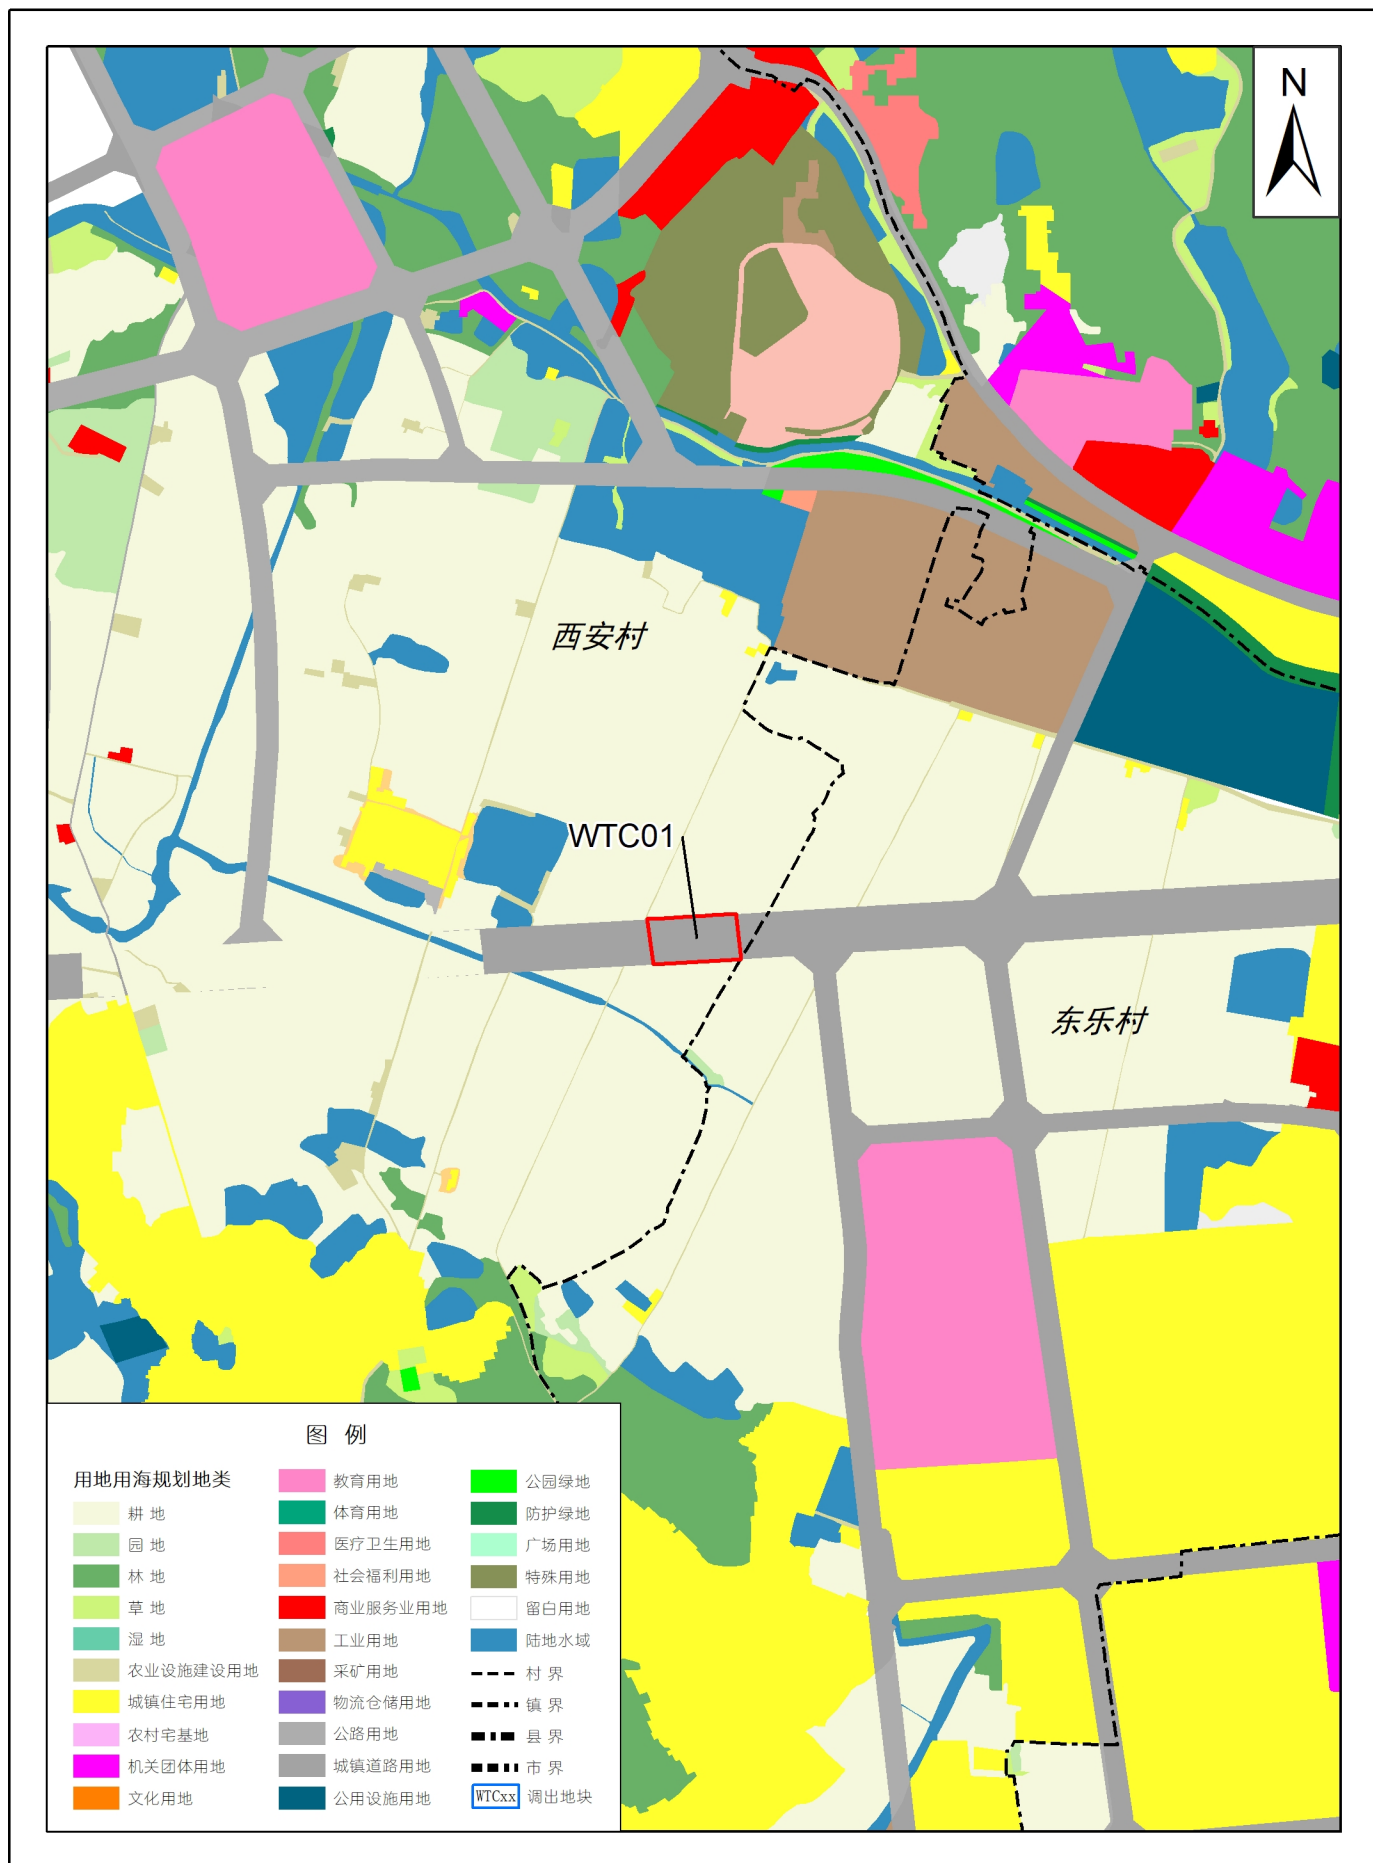 N
西安村
WTC01
东乐村
图 例
用地用海规划地类
耕 地
园 地
林 地
草 地
湿 地
农业设施建设用地
城镇住宅用地
农村宅基地
机关团体用地
文化用地
教育用地
体育用地
医疗卫生用地
社会福利用地
商业服务业用地
工业用地
采矿用地
物流仓储用地
公路用地
城镇道路用地
公用设施用地
公园绿地
防护绿地
广场用地
特殊用地
留白用地
陆地水域
村 界
镇 界
县 界
市 界
WTCxx 调出地块